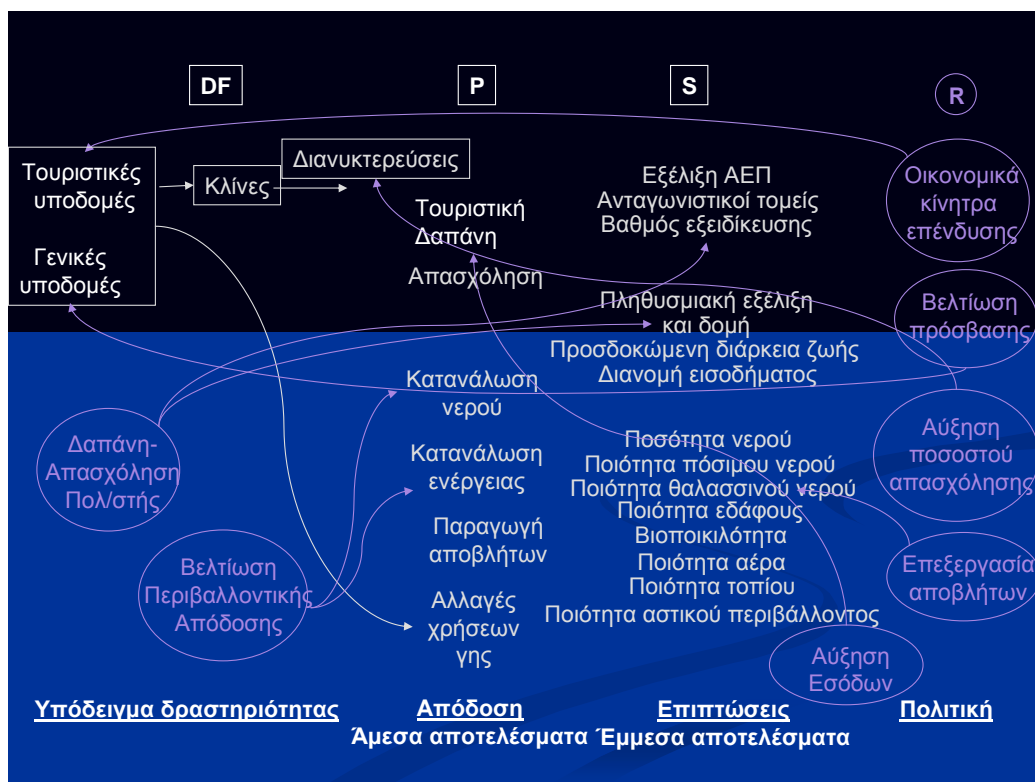 DF
P
S
R
Τουριστικές
υποδομές
Γενικές
υποδομές
Κλίνες
Διανυκτερεύσεις
Τουριστική
Δαπάνη
Απασχόληση
Εξέλιξη ΑΕΠ
Ανταγωνιστικοί τομείς
Βαθμός εξειδίκευσης
Οικονομικά
κίνητρα
επένδυσης
Πληθυσμιακή εξέλιξη
και δομή
Προσδοκώμενη διάρκεια ζωής
Διανομή εισοδήματος
Βελτίωση
πρόσβασης
Κατανάλωση
νερού
Κατανάλωση
ενέργειας
Παραγωγή
αποβλήτων
Αλλαγές
χρήσεων
γης
Δαπάνη-
Απασχόληση
Πολ/στής
Βελτίωση
Περιβαλλοντικής
Απόδοσης
Ποσότητα νερού
Ποιότητα πόσιμου νερού
Ποιότητα θαλασσινού νερού
Ποιότητα εδάφους
Βιοποικιλότητα
Ποιότητα αέρα
Ποιότητα τοπίου
Ποιότητα αστικού περιβάλλοντος
Αύξηση
ποσοστού
απασχόλησης
Επεξεργασία
αποβλήτων
Αύξηση
Εσόδων
Υπόδειγμα δραστηριότητας
Απόδοση
Άμεσα αποτελέσματα
Επιπτώσεις
Έμμεσα αποτελέσματα
Πολιτική